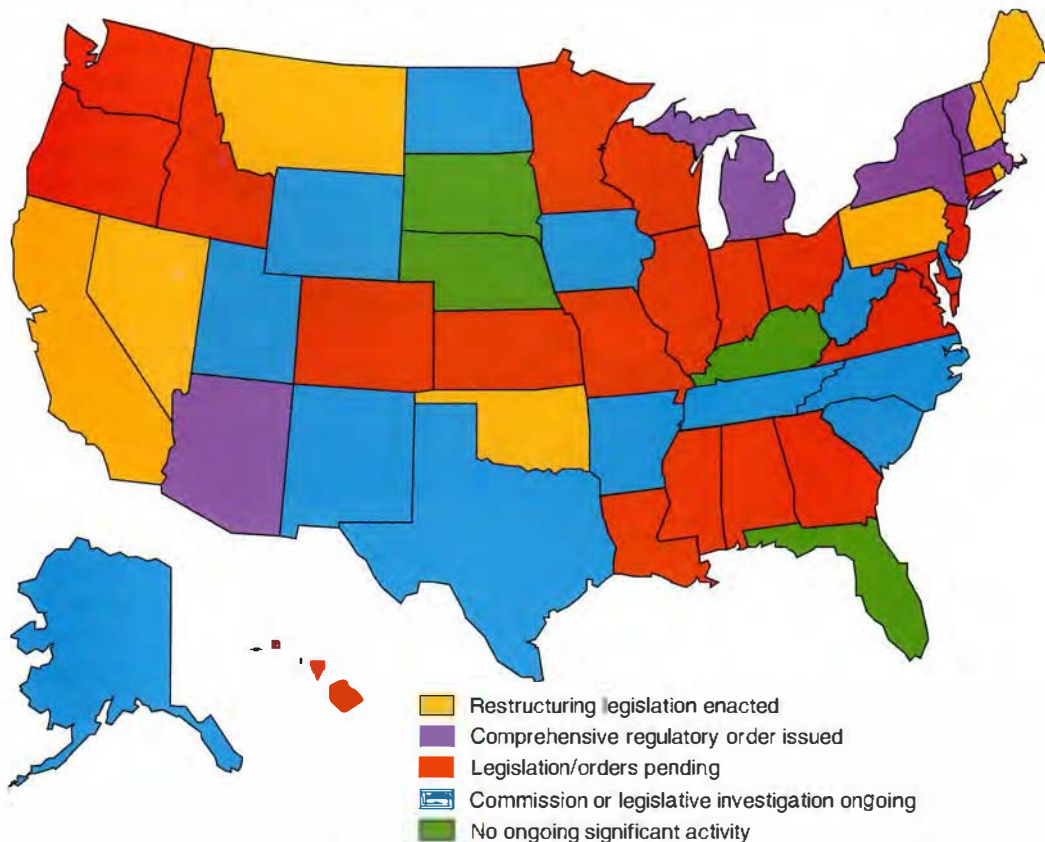 Restructuring legislation enacted
Comprehensive regulatory order issued
Legislation/orders pending
Commission or legislative investigation ongoing
No ongoing significant activity